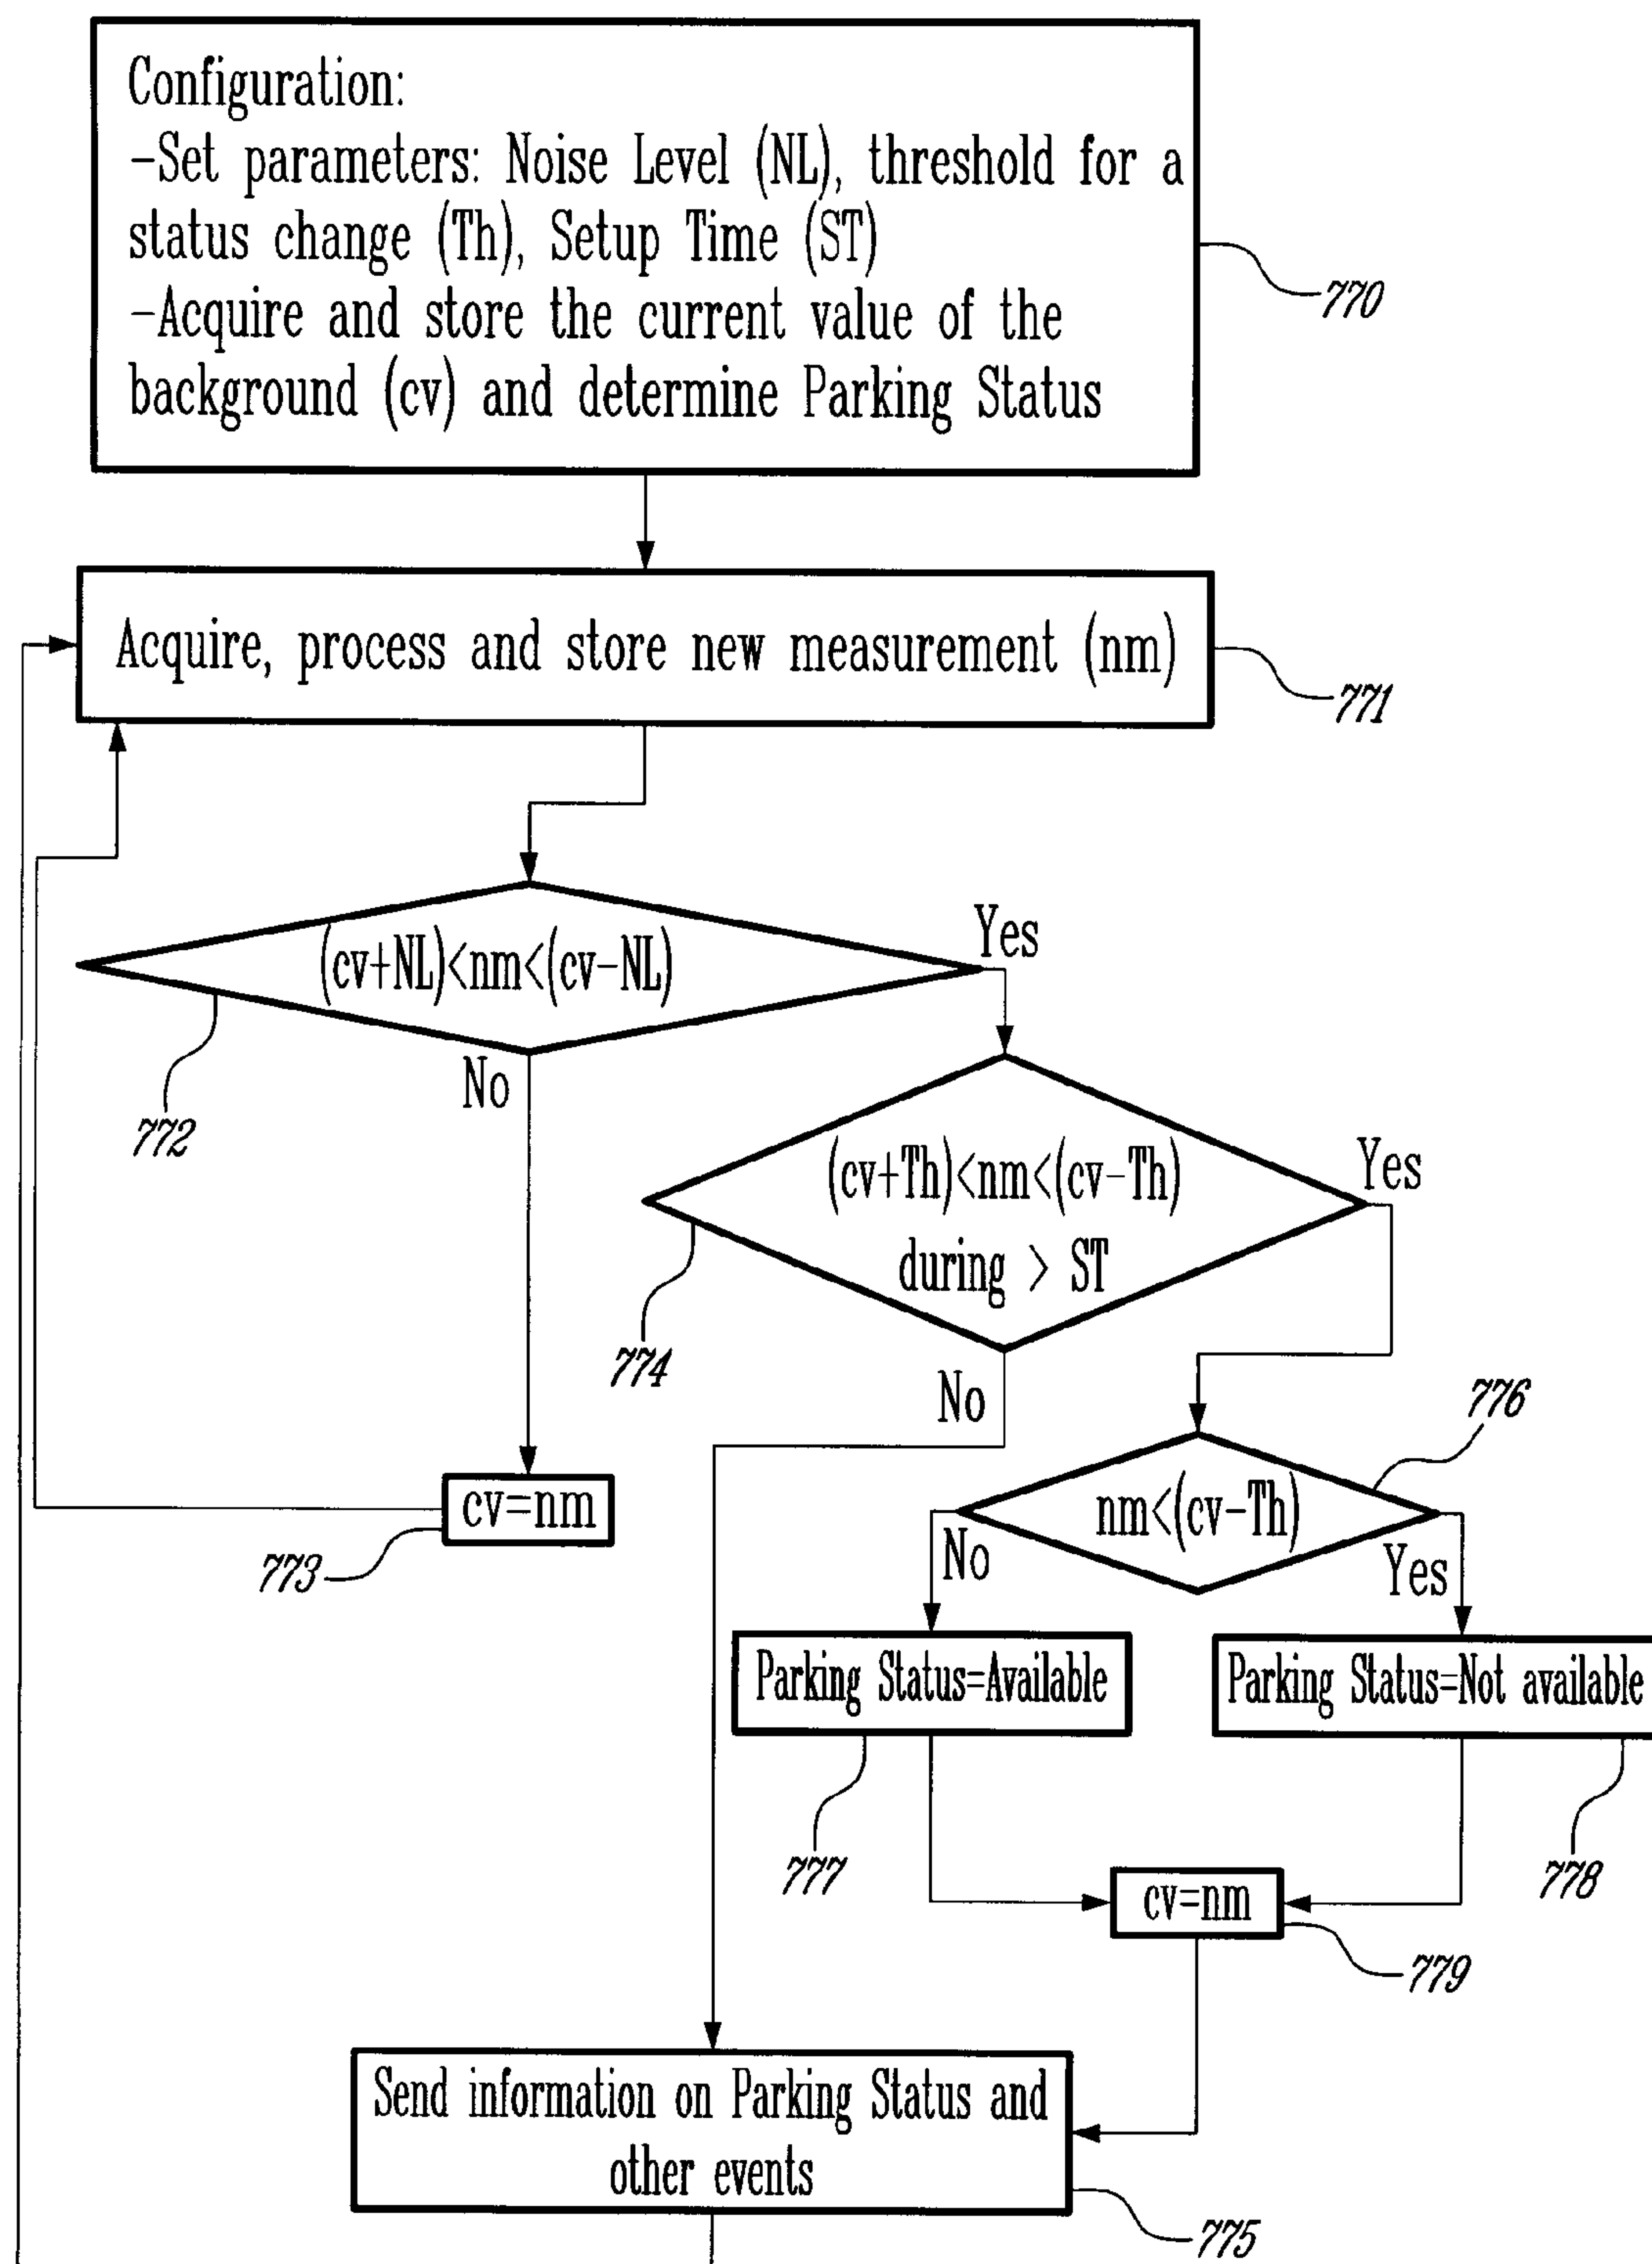 Configuration:
-Set parameters: Noise Level (NL), threshold for a
status change (Th), Setup Time (ST)
-Acquire and store the current value of the
background (cv) and determine Parking Status
770
Acquire, process and store new measurement (nm)
771
(cv+NL)<nm<(cv-NL)
Yes
No
772
(cv+Th)<nm<(cv-Th)
during > ST
Yes
No
774
776
cv=nm
773
nm<(cv-Th)
No
Yes
Parking Status=Available
Parking Status=Not available
777
778
cv=nm
779
Send information on Parking Status and
other events
775